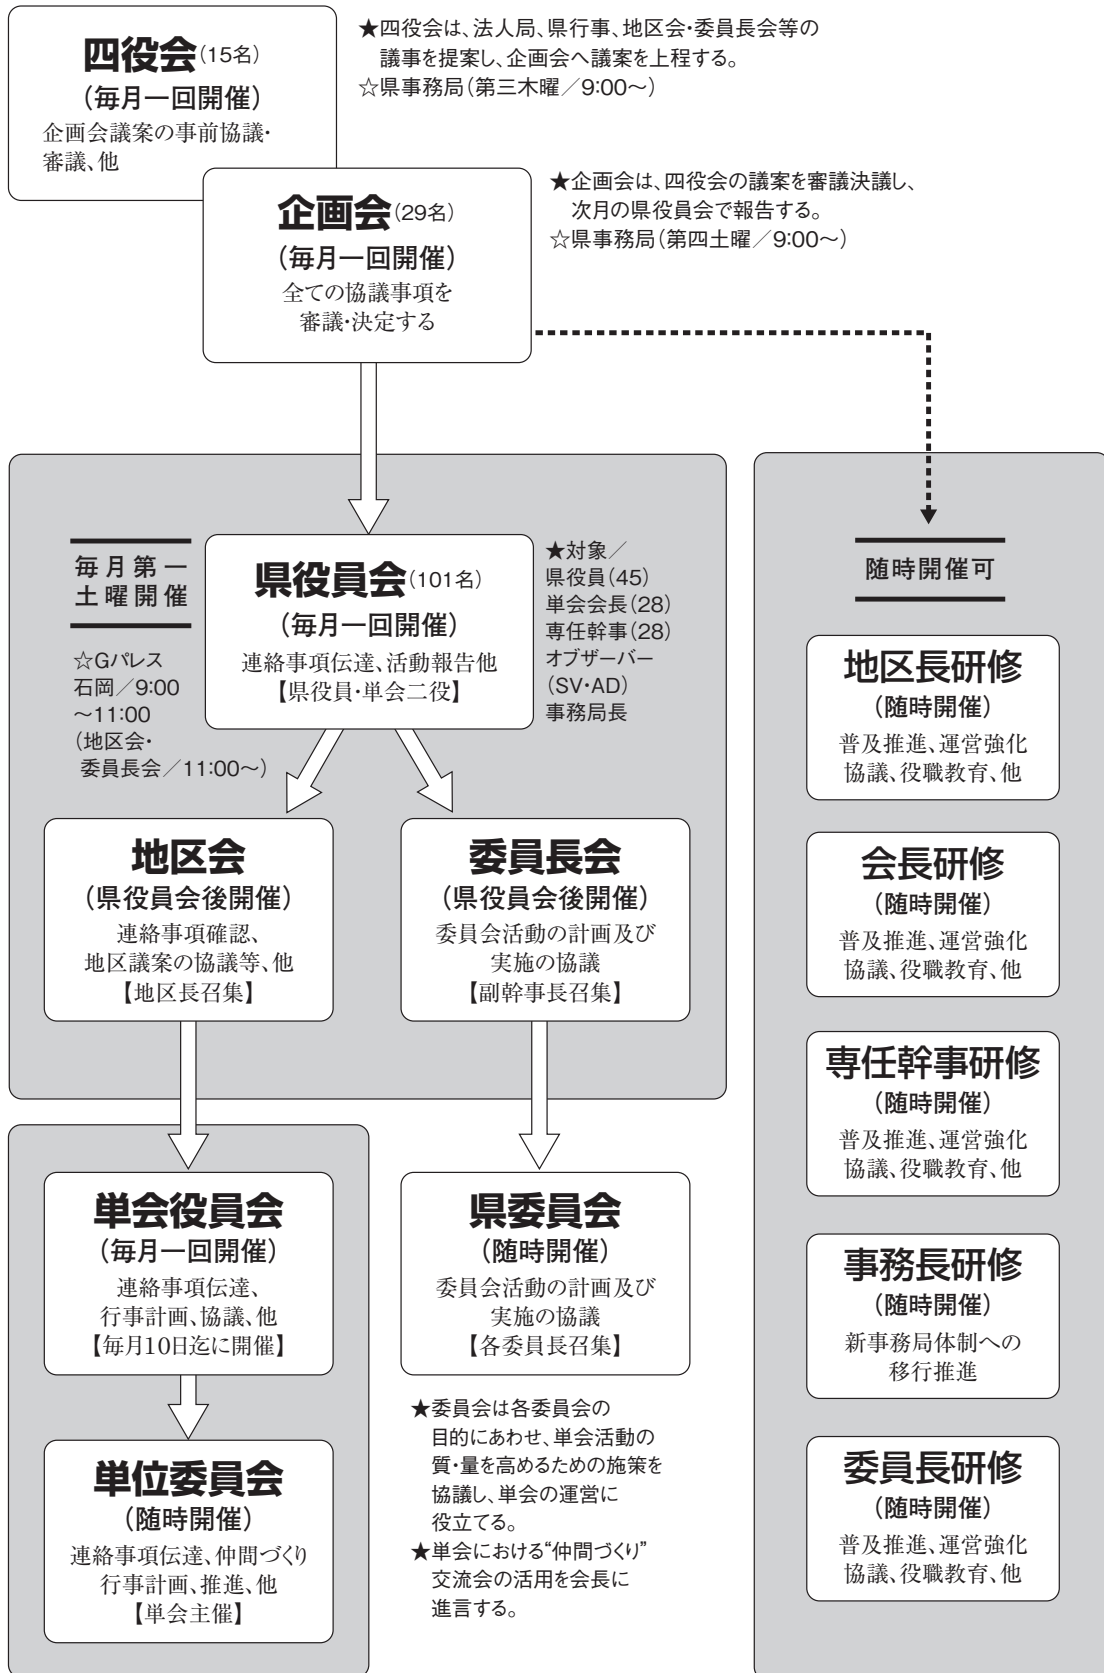 四役会(15名)
(毎月一回開催)
企画会議案の事前協議・
審議、他
★四役会は、法人局、県行事、地区会・委員長会等の
議事を提案し、企画会へ議案を上程する。
☆県事務局(第三木曜／9:00〜)
企画会(29名)
(毎月一回開催)
全ての協議事項を
審議・決定する
★企画会は、四役会の議案を審議決議し、
次月の県役員会で報告する。
☆県事務局(第四土曜／9:00〜)
毎月第一
土曜開催
☆Gパレス
石岡／9:00
〜11:00
(地区会・
委員長会／11:00〜)
県役員会(101名)
(毎月一回開催)
連絡事項伝達、活動報告他
【県役員・単会二役】
★対象／
県役員(45)
単会会長(28)
専任幹事(28)
オブザーバー
(SV・AD)
事務局長
地区会
(県役員会後開催)
連絡事項確認、
地区議案の協議等、他
【地区長召集】
委員長会
(県役員会後開催)
委員会活動の計画及び
実施の協議
【副幹事長召集】
単会役員会
(毎月一回開催)
連絡事項伝達、
行事計画、協議、他
【毎月10日迄に開催】
単位委員会
(随時開催)
連絡事項伝達、仲間づくり
行事計画、推進、他
【単会主催】
県委員会
(随時開催)
委員会活動の計画及び
実施の協議
【各委員長召集】
★委員会は各委員会の
目的にあわせ、単会活動の
質・量を高めるための施策を
協議し、単会の運営に
役立てる。
★単会における“仲間づくり”
交流会の活用を会長に
進言する。
随時開催可
地区長研修
(随時開催)
普及推進、運営強化
協議、役職教育、他
会長研修
(随時開催)
普及推進、運営強化
協議、役職教育、他
専任幹事研修
(随時開催)
普及推進、運営強化
協議、役職教育、他
事務長研修
(随時開催)
新事務局体制への
移行推進
委員長研修
(随時開催)
普及推進、運営強化
協議、役職教育、他